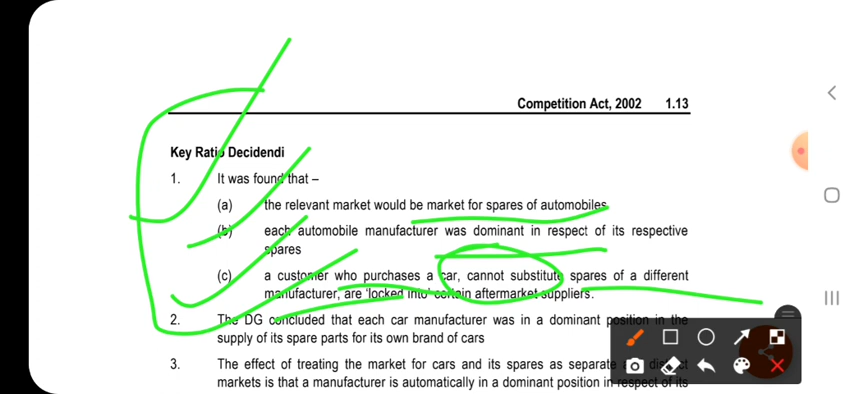 Competition Act, 2002 1.13
Key Ratio Decidendi
1. It was found that –
(a) the relevant market would be market for spares of automobiles
(b) each automobile manufacturer was dominant in respect of its respective
spares
(c) a customer who purchases a car, cannot substitute spares of a different
manufacturer, are 'locked into' certain aftermarket suppliers.
2. The DG concluded that each car manufacturer was in a dominant position in the
supply of its spare parts for its own brand of cars
3. The effect of treating the market for cars and its spares as separate
markets is that a manufacturer is automatically in a dominant position in respect of its